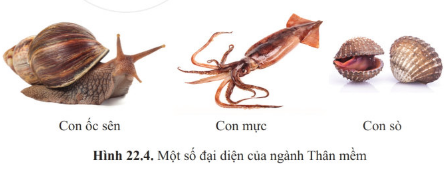 Con ốc sên Con mực Con sò
Hình 22.4. Một số đại diện của ngành Thân mềm